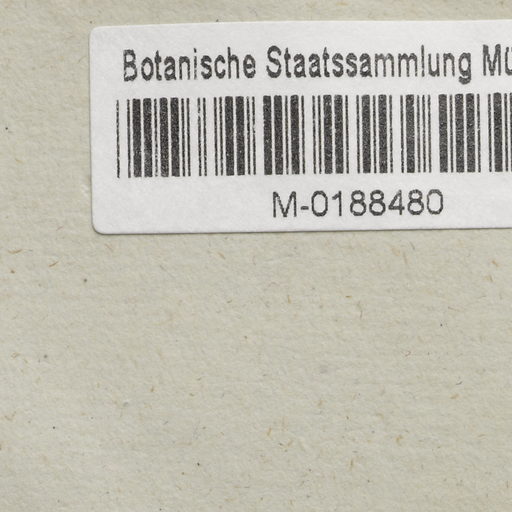 Botanische Staatssammlung Mü
M-0188480